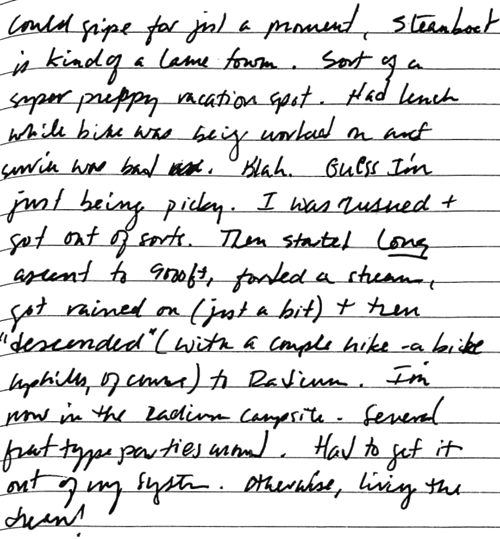 Could gripe for just a moment, Steamboat
is kind of a lame town. Sort of a
super preppy vacation spot. Had lunch
while bike was being worked on and
service was bad. Blah. Guess I'm
just being picky. I was rushed +
got out of sorts. Then started long
ascent to 9000ft, forded a stream,
got rained on (just a bit) + then
"descended" (with a couple hike-a-bike
uphills, of course) to Radium. I'm
now in the Radium campsite. Several
frat type parties around. Had to get it
out of my system. Otherwise, living the
dream!